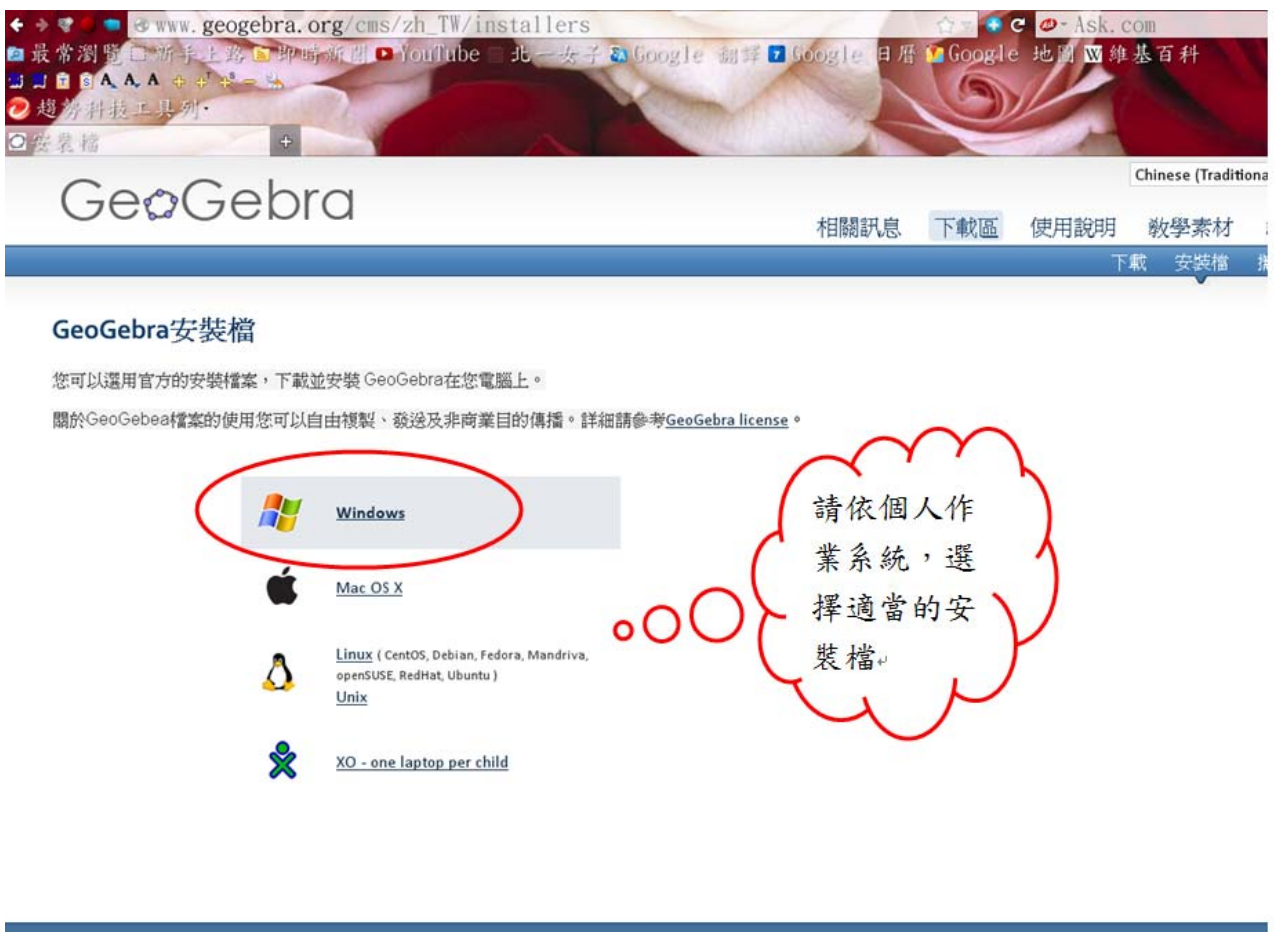 www.geogebra.org/cms/zh_TW/installers
Ask.com
最常瀏覽 新手上路 即時新聞 YouTube 北一女子 Google 翻譯 Google 日曆 Google 地圖 維基百科
A A A
趨勢科技工具列
安裝檔
Chinese (Traditiona
GeoGebra
相關訊息 下載區 使用說明 教學素材
下載 安裝檔
GeoGebra安裝檔
您可以選用官方的安裝檔案，下載並安裝 GeoGebra在您電腦上。
關於GeoGebea檔案的使用您可以自由複製、發送及非商業目的傳播。詳細請參考GeoGebra license。
Windows
Mac OS X
Linux ( CentOS, Debian, Fedora, Mandriva,
openSUSE, RedHat, Ubuntu )
Unix
XO - one laptop per child
請依個人作
業系統，選
擇適當的安
裝檔